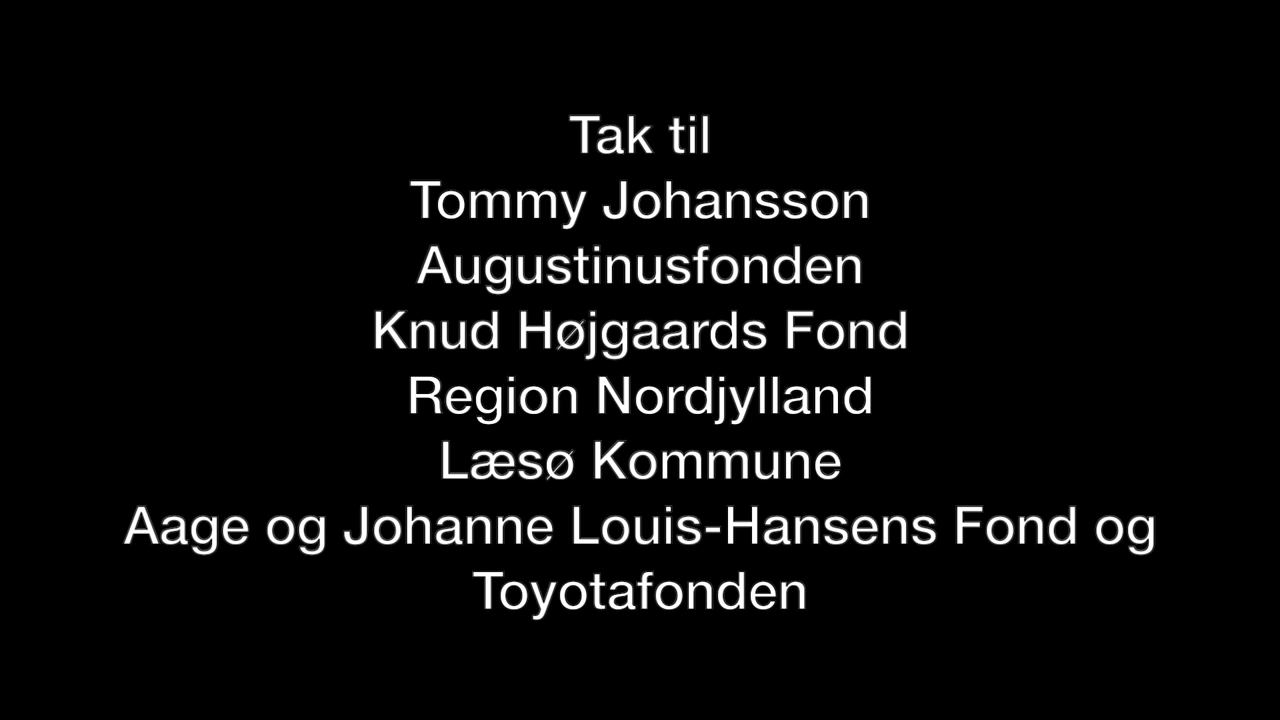 Tak til
Tommy Johansson
Augustinusfonden
Knud Højgaards Fond
Region Nordjylland
Læsø Kommune
Aage og Johanne Louis-Hansens Fond og
Toyotafonden